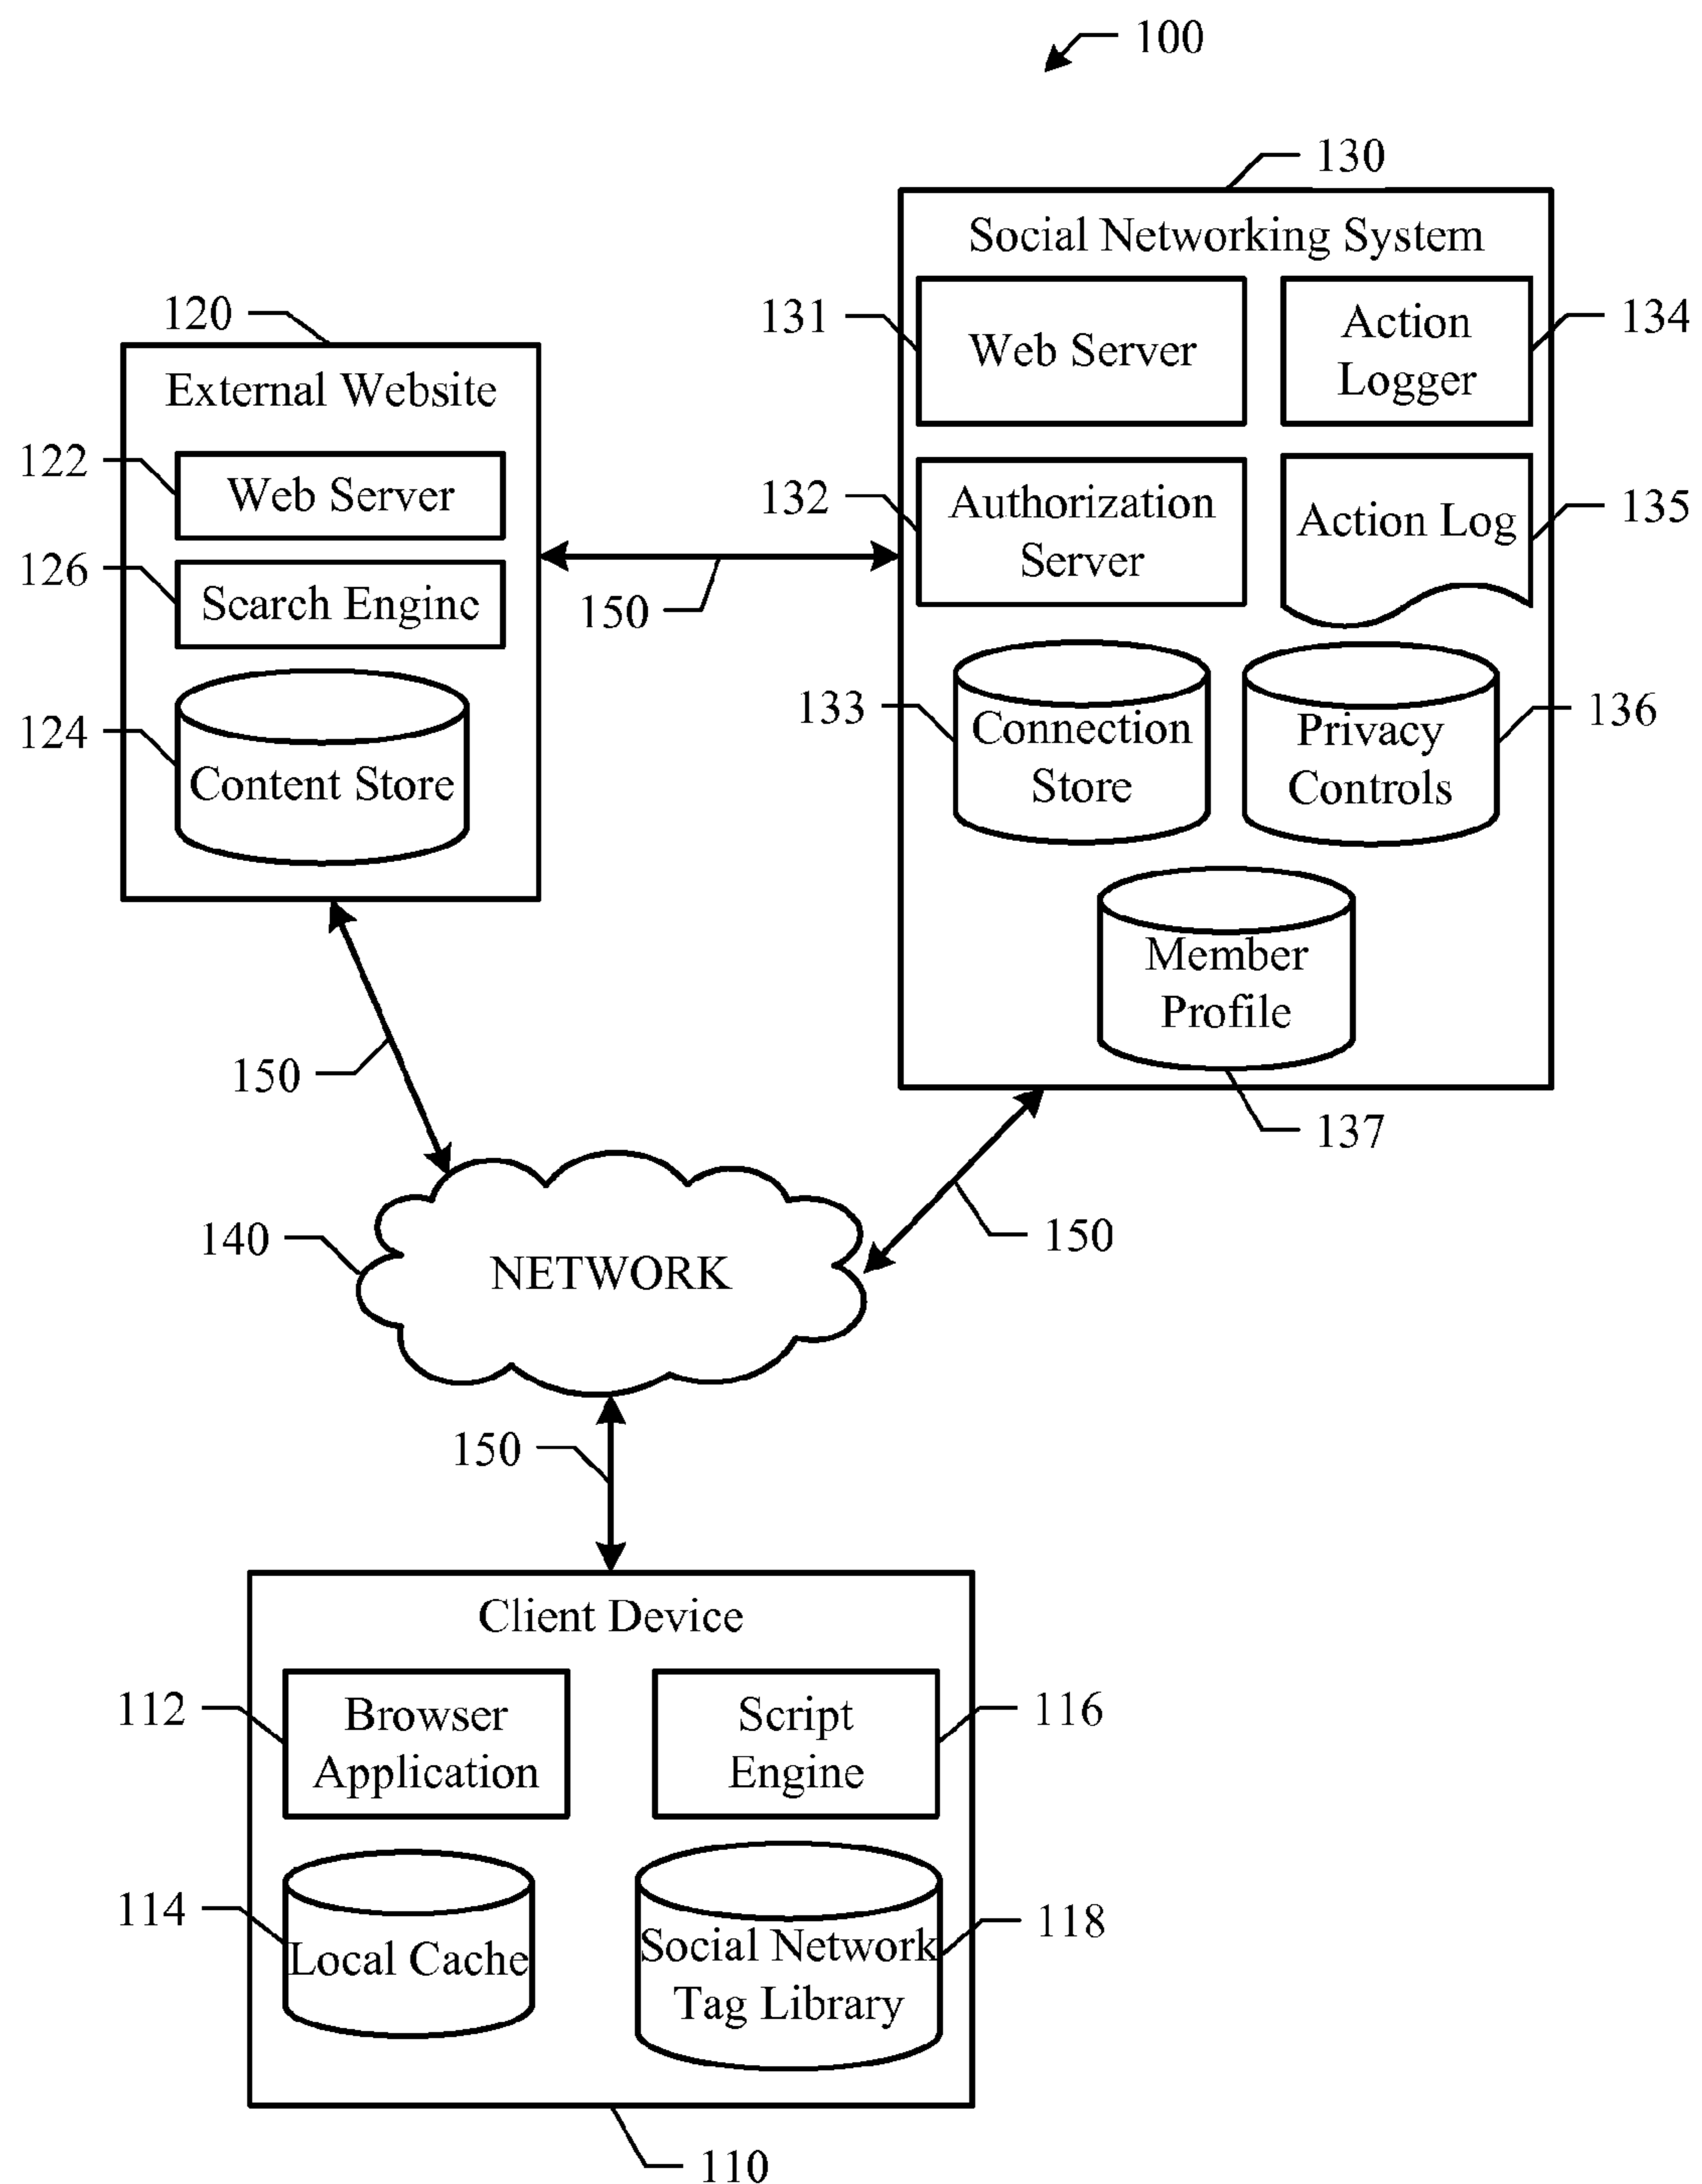 100
130
Social Networking System
131
Web Server
Action
Logger
134
132
Authorization
Server
Action Log
135
133
Connection
Store
Privacy
Controls
136
Member
Profile
137
120
External Website
122
Web Server
126
Search Engine
124
Content Store
150
150
150
140
NETWORK
150
Client Device
112
Browser
Application
Script
Engine
116
114
Local Cache
Social Network
Tag Library
118
110